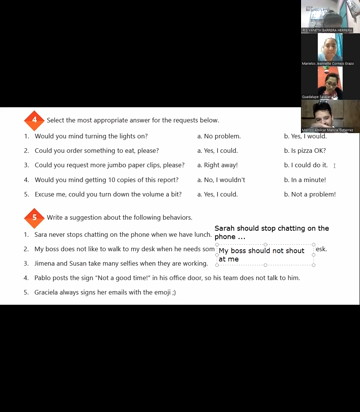 4 Select the most appropriate answer for the requests below.
1. Would you mind turning the lights on? a. No problem. b. Yes, I would.
2. Could you order something to eat, please? a. Yes, I could. b. Is pizza OK?
3. Could you request more jumbo paper clips, please? a. Right away! b. I could do it.
4. Would you mind getting 10 copies of this report? a. No, I wouldn't b. In a minute!
5. Excuse me, could you turn down the volume a bit? a. Yes, I could. b. Not a problem!
5 Write a suggestion about the following behaviors.
1. Sara never stops chatting on the phone when we have lunch.
Sarah should stop chatting on the
phone ...
2. My boss does not like to walk to my desk when he needs som esk.
My boss should not shout
at me
3. Jimena and Susan take many selfies when they are working.
4. Pablo posts the sign "Not a good time!" in his office door, so his team does not talk to him.
5. Graciela always signs her emails with the emoji ;)